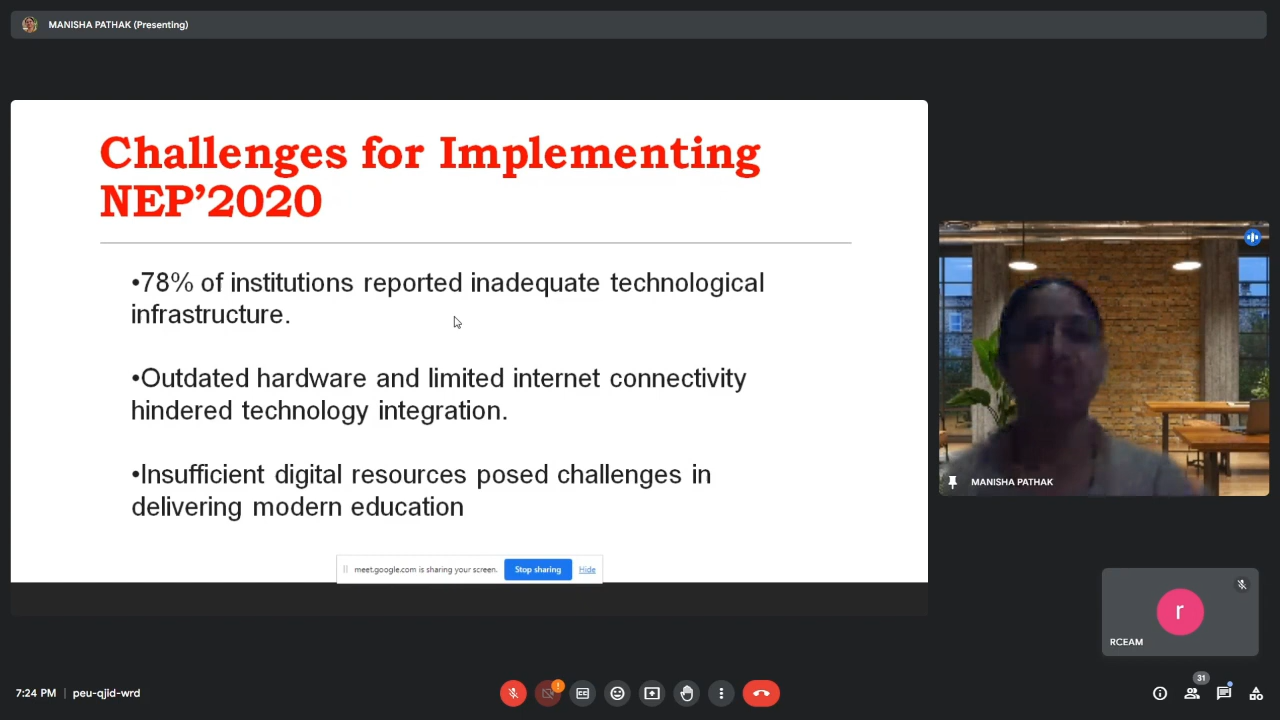 MANISHA PATHAK (Presenting)
Challenges for Implementing
NEP’2020
•78% of institutions reported inadequate technological
infrastructure.
•Outdated hardware and limited internet connectivity
hindered technology integration.
•Insufficient digital resources posed challenges in
delivering modern education
meet.google.com is sharing your screen. Stop sharing Hide
MANISHA PATHAK
r
RCEAM
7:24 PM | peu-qjid-wrd
31